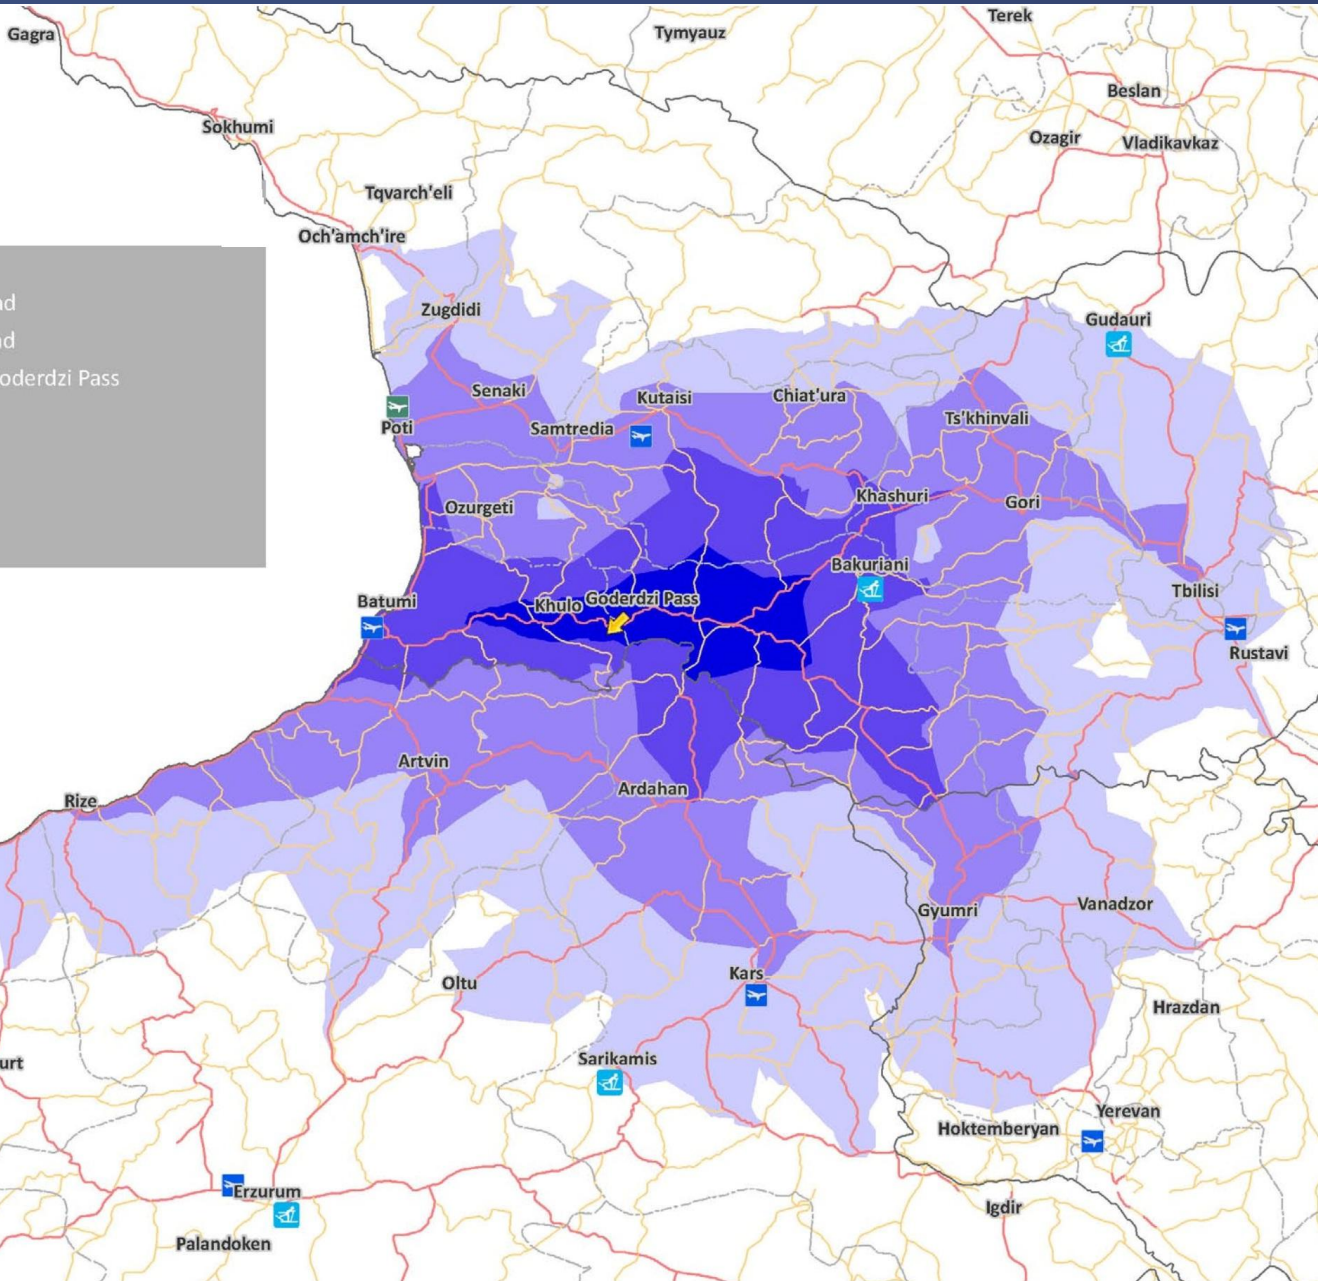 Gagra
Tymyauz
Terek
Beslan
Sokhumi
Ozagir
Vladikavkaz
Tqvarch'eli
Och'amch'ire
Zugdidi
Gudauri
oderdzi Pass
Senaki
Kutaisi
Chiat'ura
Poti
Samtredia
Ts'khinvali
Ozurgeti
Khashuri
Gori
Bakuriani
Batumi
Khulo
Goderdzi Pass
Tbilisi
Rustavi
Artvin
Rize
Ardahan
Gyumri
Vanadzor
Oltu
Kars
Hrazdan
urt
Sarikamis
Yerevan
Hoktemberyan
Erzurum
Igdir
Palandoken